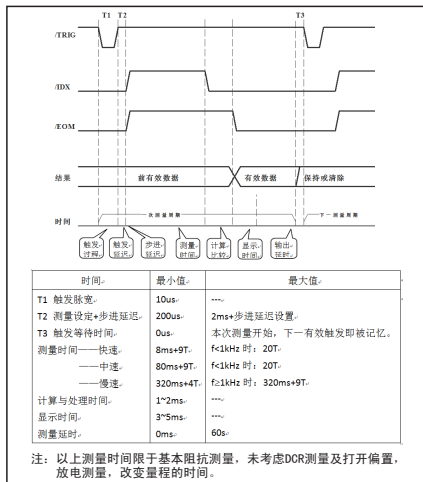 T1 T2 T3
/TRIG
/IDX
/EOM
结果 前有效数据 有效数据 保持或清除
时间 一次测量周期 下一测量周期
触发过程 触发延迟 步进延迟 测量时间 计算比较 显示时间 输出延时
时间 最小值 最大值
T1 触发脉宽 10us ---
T2 测量设定+步进延迟 200us 2ms+步进延迟设置
T3 触发等待时间 0us 本次测量开始，下一有效触发即被记忆。
测量时间——快速 8ms+9T f<1kHz 时：20T
——中速 80ms+9T f<1kHz 时：20T
——慢速 320ms+4T f≥1kHz 时：320ms+9T
计算与处理时间 1~2ms ---
显示时间 3~5ms ---
测量延时 0ms 60s
注：以上测量时间限于基本阻抗测量，未考虑DCR测量及打开偏置，
放电测量，改变量程的时间。